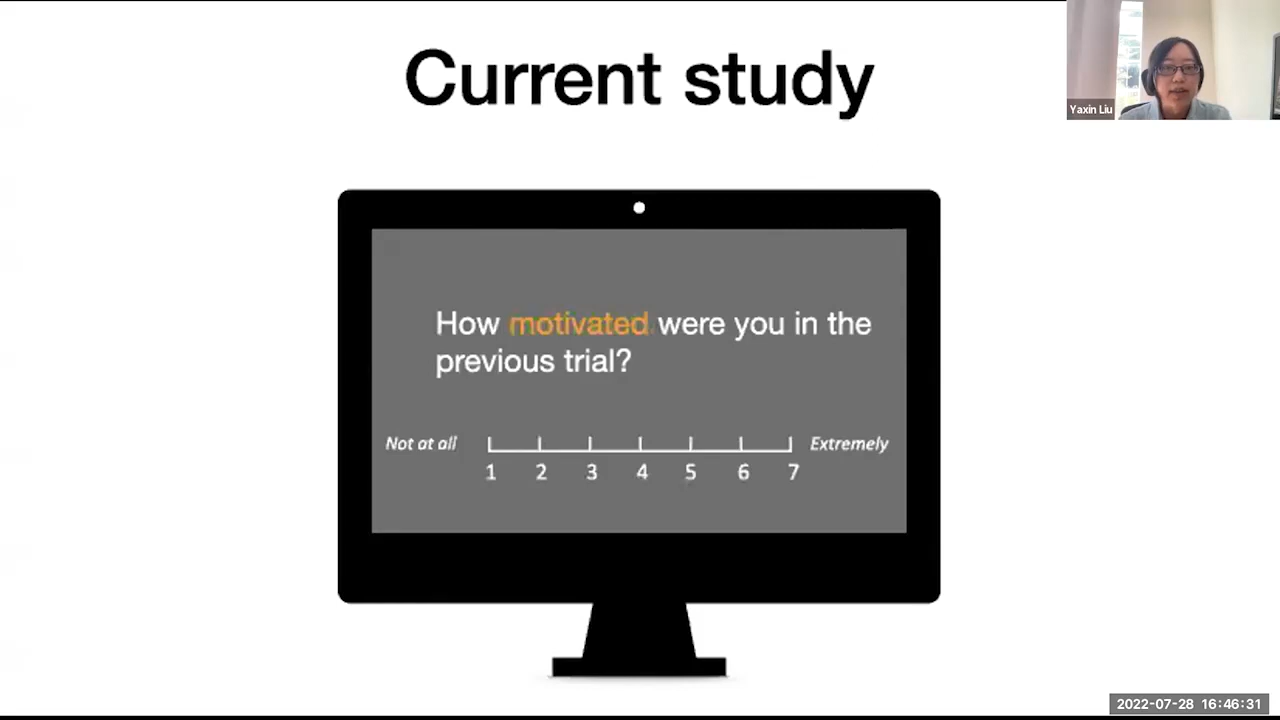 Current study
Yaxin Liu
How motivated were you in the
previous trial?
Not at all
Extremely
1 2 3 4 5 6 7
2022-07-28 16:46:31